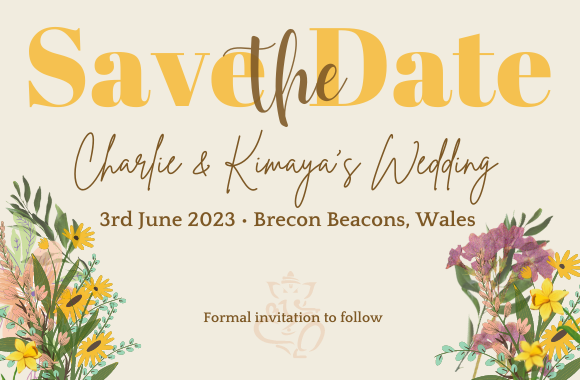 Save the Date
Charlie & Kimaya's Wedding
3rd June 2023 • Brecon Beacons, Wales
Formal invitation to follow